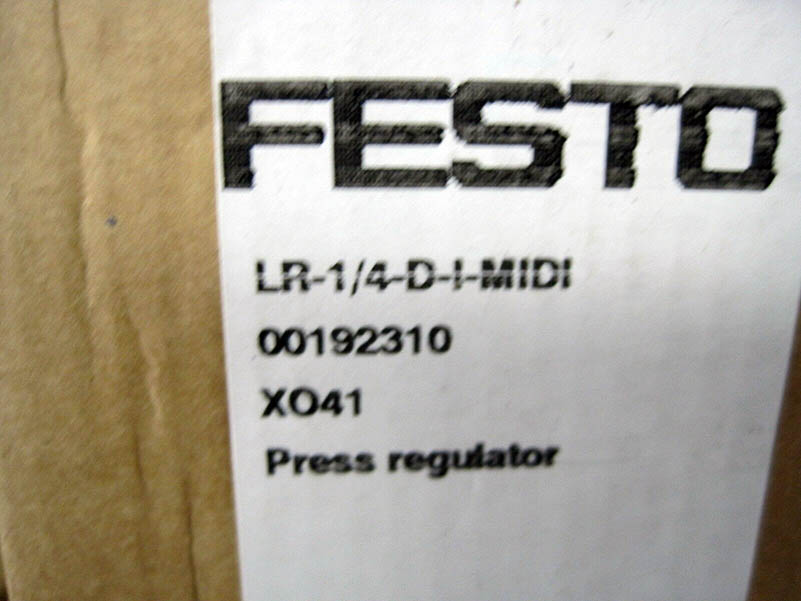 FESTO
LR-1/4-D-I-MIDI
00192310
XO41
Press regulator